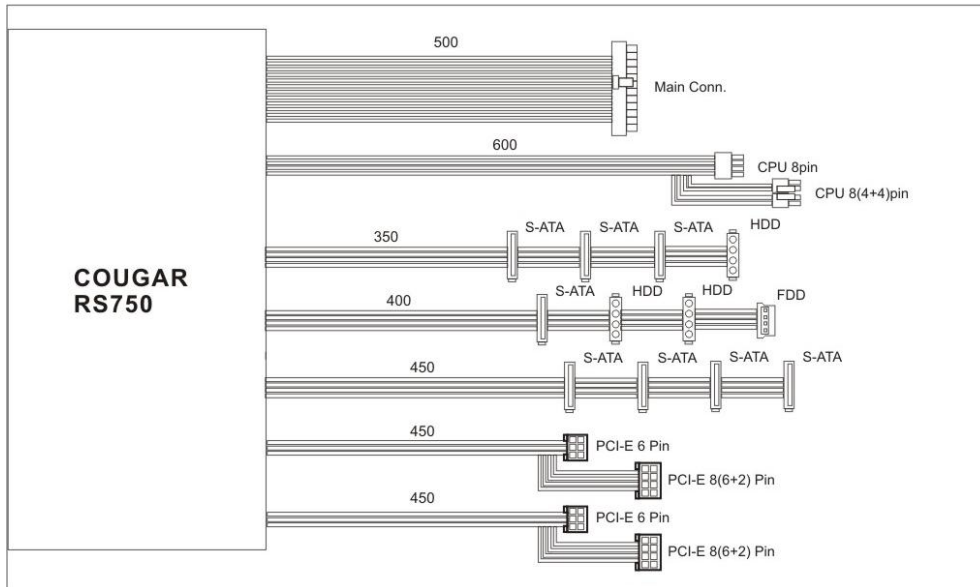 500
Main Conn.
600
CPU 8pin
CPU 8(4+4)pin
350
S-ATA S-ATA S-ATA HDD
COUGAR
RS750
400
S-ATA HDD HDD FDD
450
S-ATA S-ATA S-ATA S-ATA
450
PCI-E 6 Pin
PCI-E 8(6+2) Pin
450
PCI-E 6 Pin
PCI-E 8(6+2) Pin